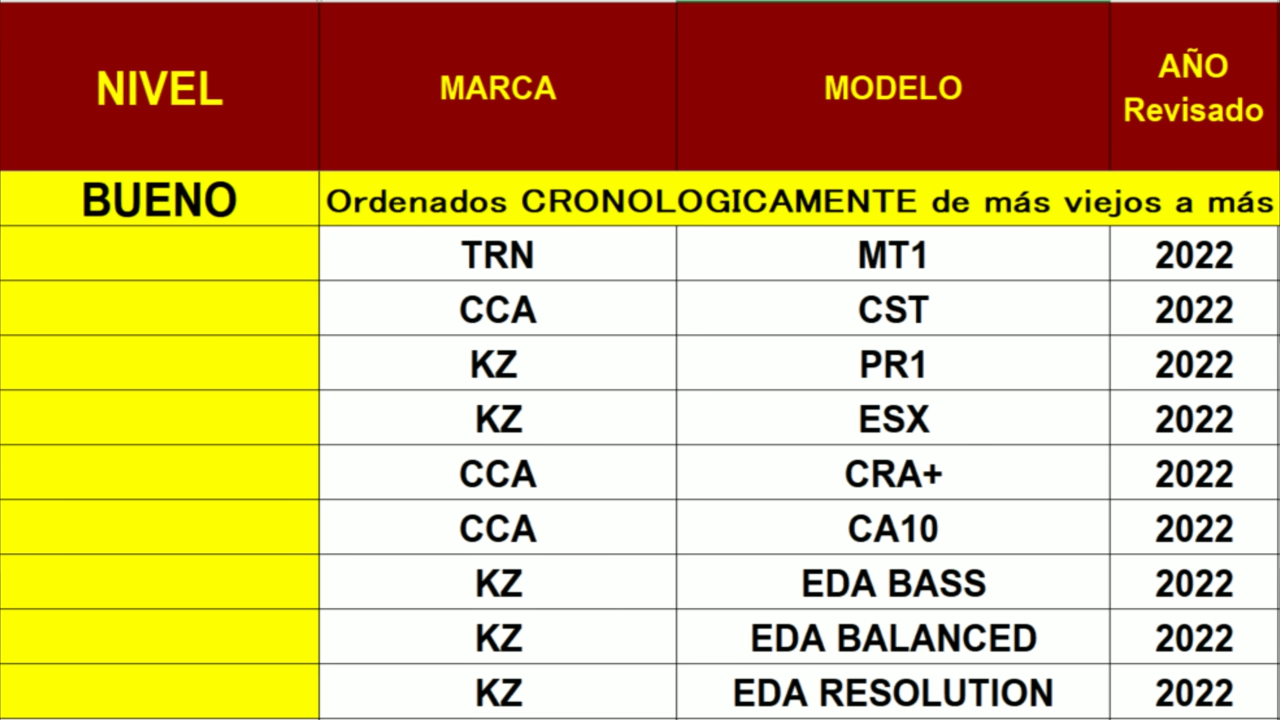 NIVEL MARCA MODELO AÑO Revisado
BUENO Ordenados CRONOLOGICAMENTE de más viejos a más
TRN MT1 2022
CCA CST 2022
KZ PR1 2022
KZ ESX 2022
CCA CRA+ 2022
CCA CA10 2022
KZ EDA BASS 2022
KZ EDA BALANCED 2022
KZ EDA RESOLUTION 2022